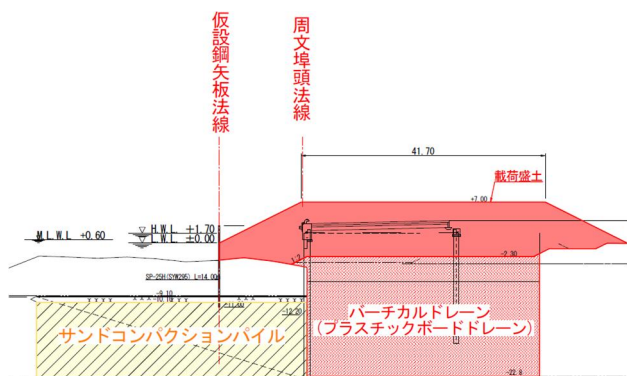 仮設鋼矢板法線
周文埠頭法線
41.70
載荷盛土
+7.00
H.W.L. +1.70
M.L.W.L +0.60
L.W.L. ±0.00
-2.30
SP-25H(SYW295) L=14.00
-9.10
-11.00
-12.20
サンドコンパクションパイル
バーチカルドレーン
(プラスチックボードドレーン)
-22.8